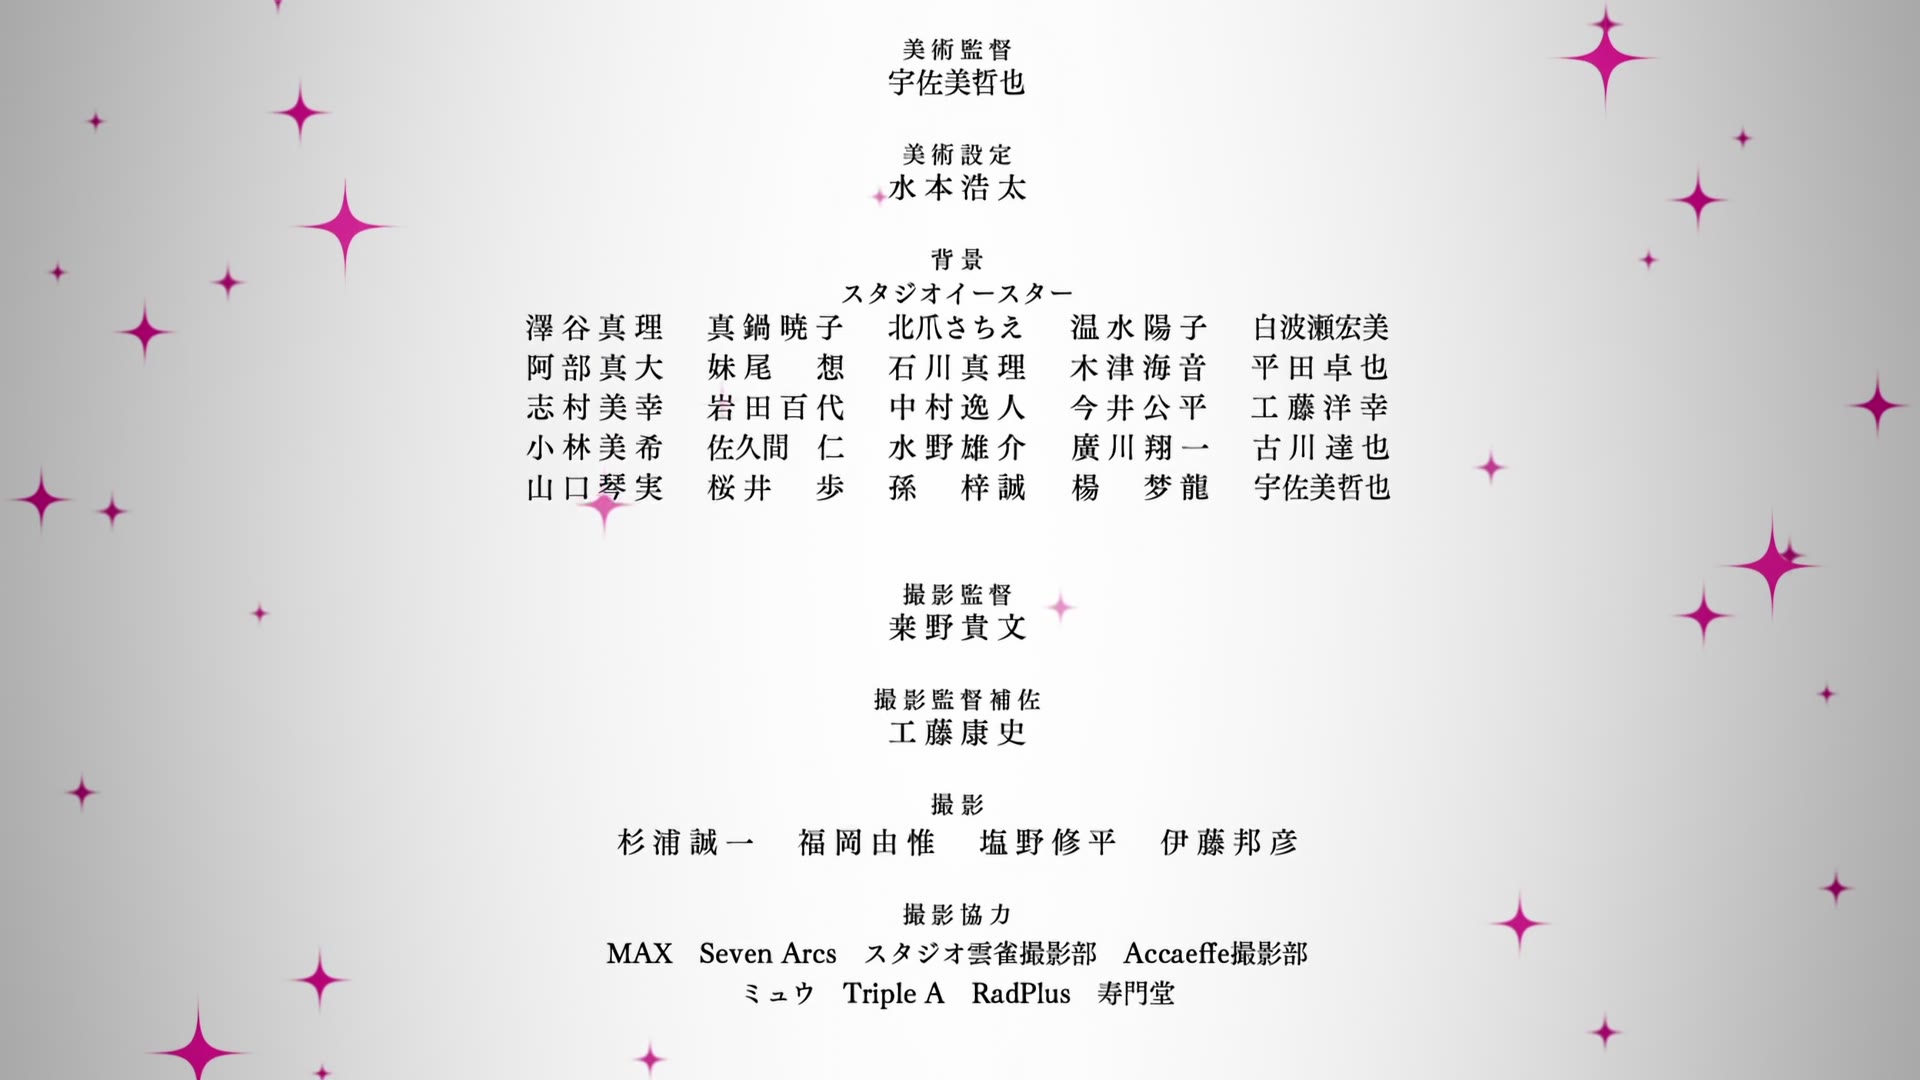 美術監督
宇佐美哲也
美術設定
水本浩太
背景
スタジオイースター
澤谷真理　真鍋暁子　北爪さちえ　温水陽子　白波瀬宏美
阿部真大　妹尾　想　石川真理　木津海音　平田卓也
志村美幸　岩田百代　中村逸人　今井公平　工藤洋幸
小林美希　佐久間　仁　水野雄介　廣川翔一　古川達也
山口琴実　桜井　歩　孫　梓誠　楊　梦龍　宇佐美哲也
撮影監督
桒野貴文
撮影監督補佐
工藤康史
撮影
杉浦誠一　福岡由惟　塩野修平　伊藤邦彦
撮影協力
MAX　Seven Arcs　スタジオ雲雀撮影部　Accaeffe撮影部
ミュウ　Triple A　RadPlus　寿門堂